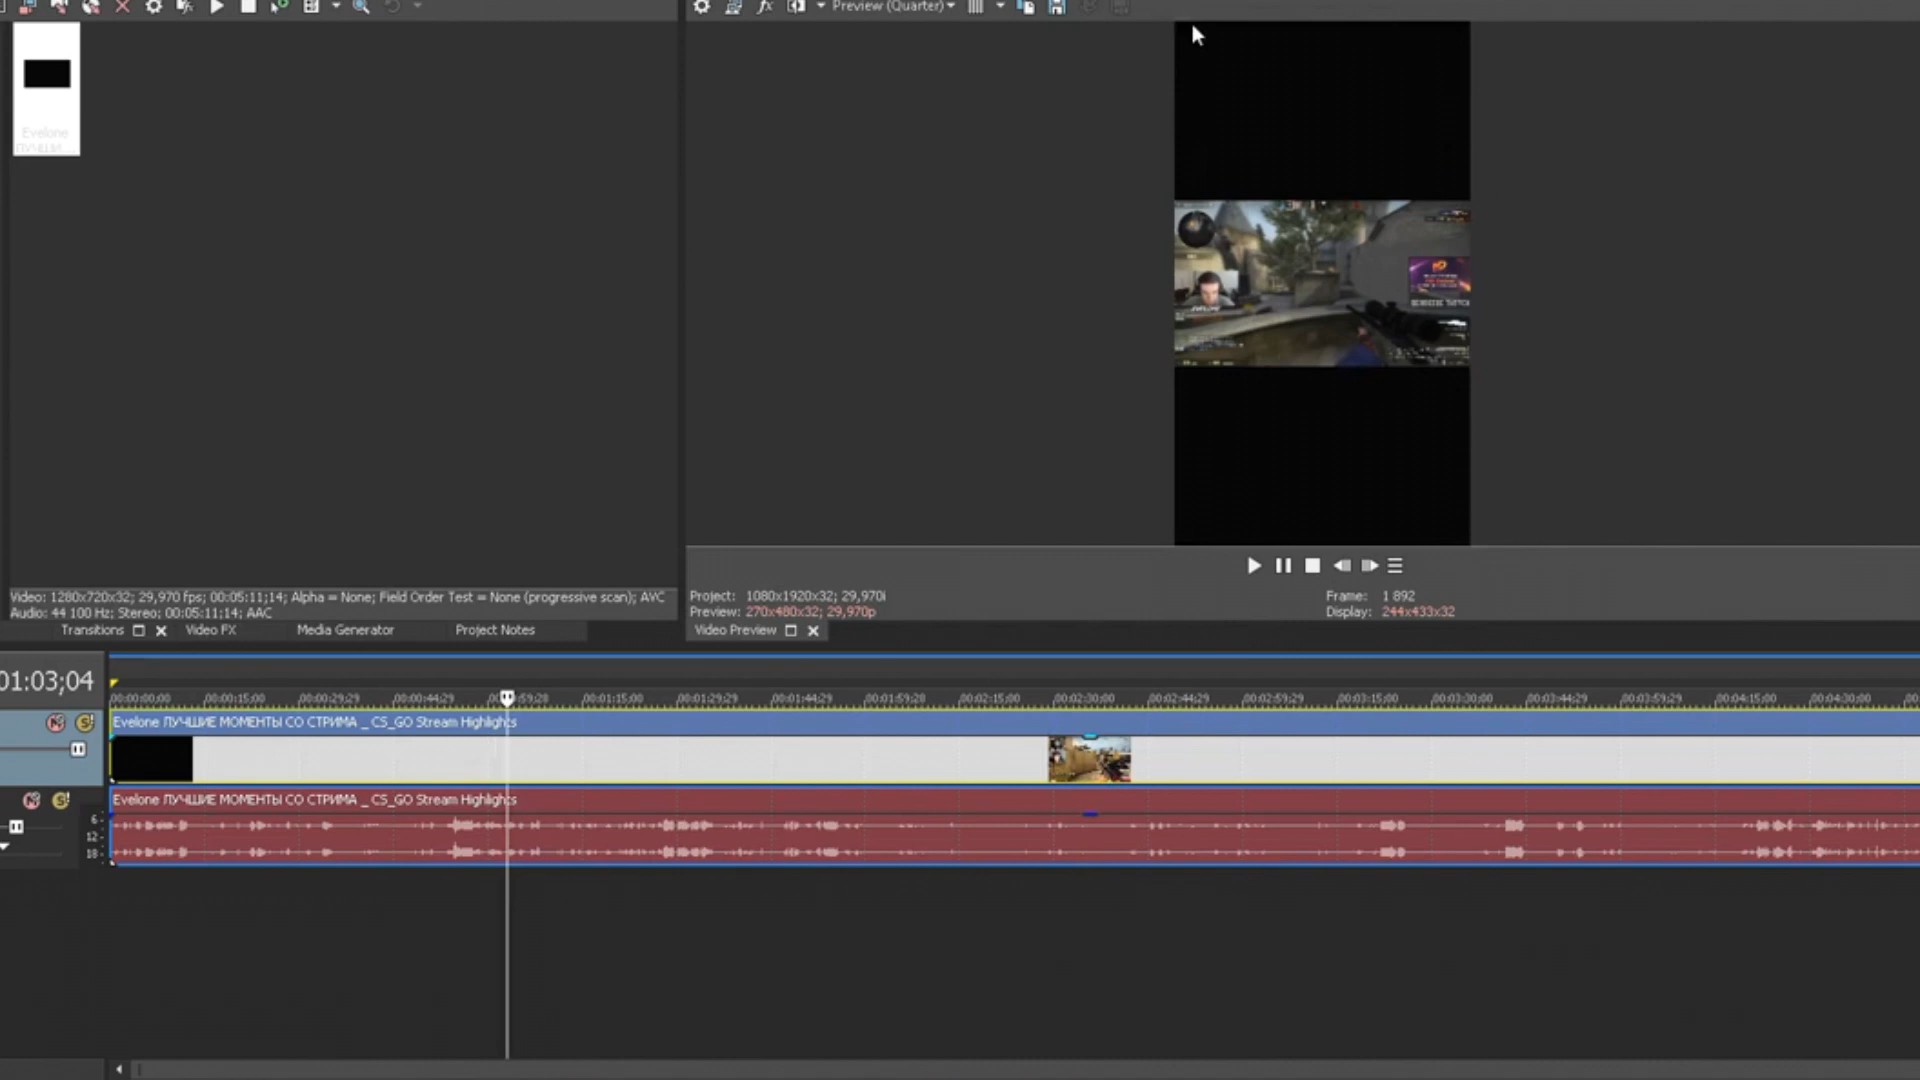 Preview (Quarter)
Evelone
ПУЧШИ...
Video: 1280x720x32; 29,970 fps; 00:05:11;14; Alpha = None; Field Order Test = None (progressive scan); AVC
Audio: 44 100 Hz; Stereo; 00:05:11;14; AAC
Project: 1080x1920x32; 29,970i
Frame: 1 892
Preview: 270x480x32; 29,970p
Display: 244x433x32
Transitions
Video FX
Media Generator
Project Notes
Video Preview
01:03;04
00:00:00;00 00:00:15;00 00:00:29;29 00:00:44;29 00:00:59;28 00:01:15;00 00:01:29;29 00:01:44;29 00:01:59;28 00:02:15;00 00:02:30;00 00:02:44;29 00:02:59;29 00:03:15;00 00:03:30;00 00:03:44;29 00:03:59;29 00:04:15;00 00:04:30;00
Evelone ЛУЧШИЕ МОМЕНТЫ СО СТРИМА _ CS_GO Stream Highlights
Evelone ЛУЧШИЕ МОМЕНТЫ СО СТРИМА _ CS_GO Stream Highlights
6
12
18